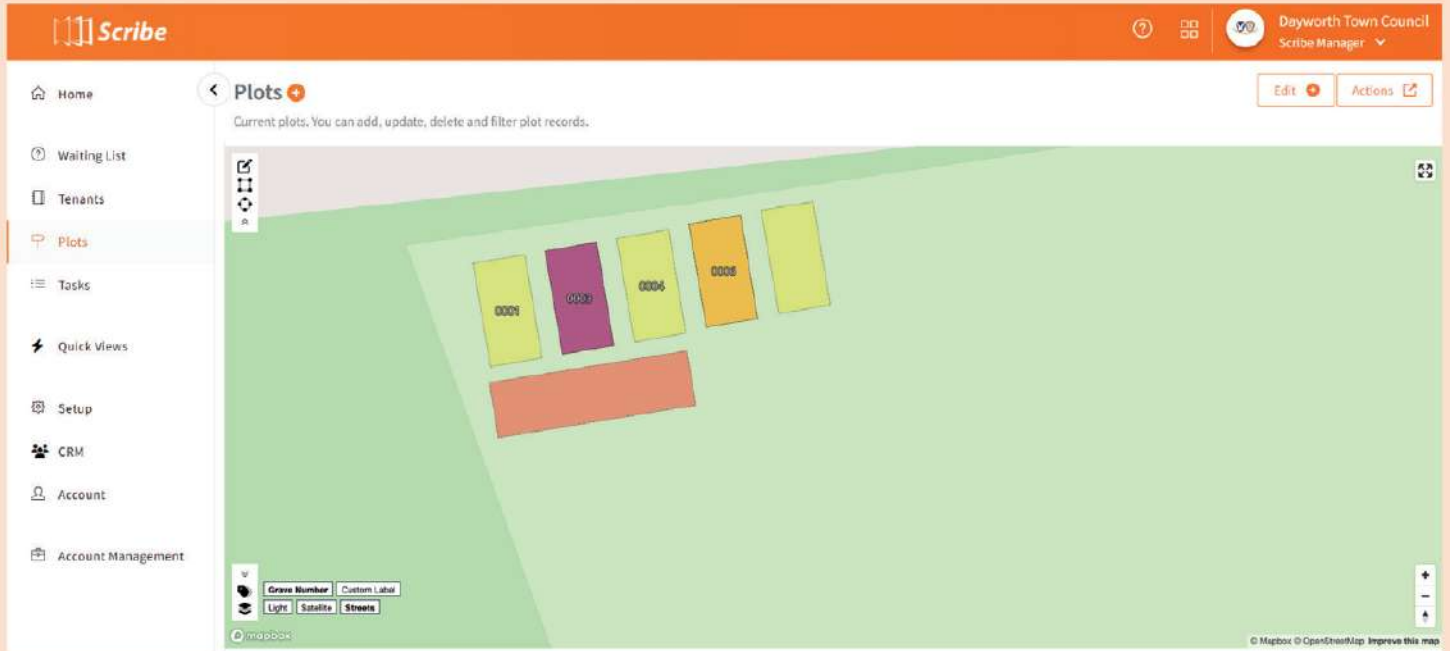 Scribe
Dayworth Town Council
Scribe Manager
Home
Plots
Edit
Actions
Current plots. You can add, update, delete and filter plot records.
Waiting List
Tenants
Plots
Tasks
Quick Views
Setup
CRM
Account
Account Management
0001
0003
0004
0005
Grave Number
Custom Label
Light
Satellite
Streets
mapbox
© Mapbox © OpenStreetMap Improve this map